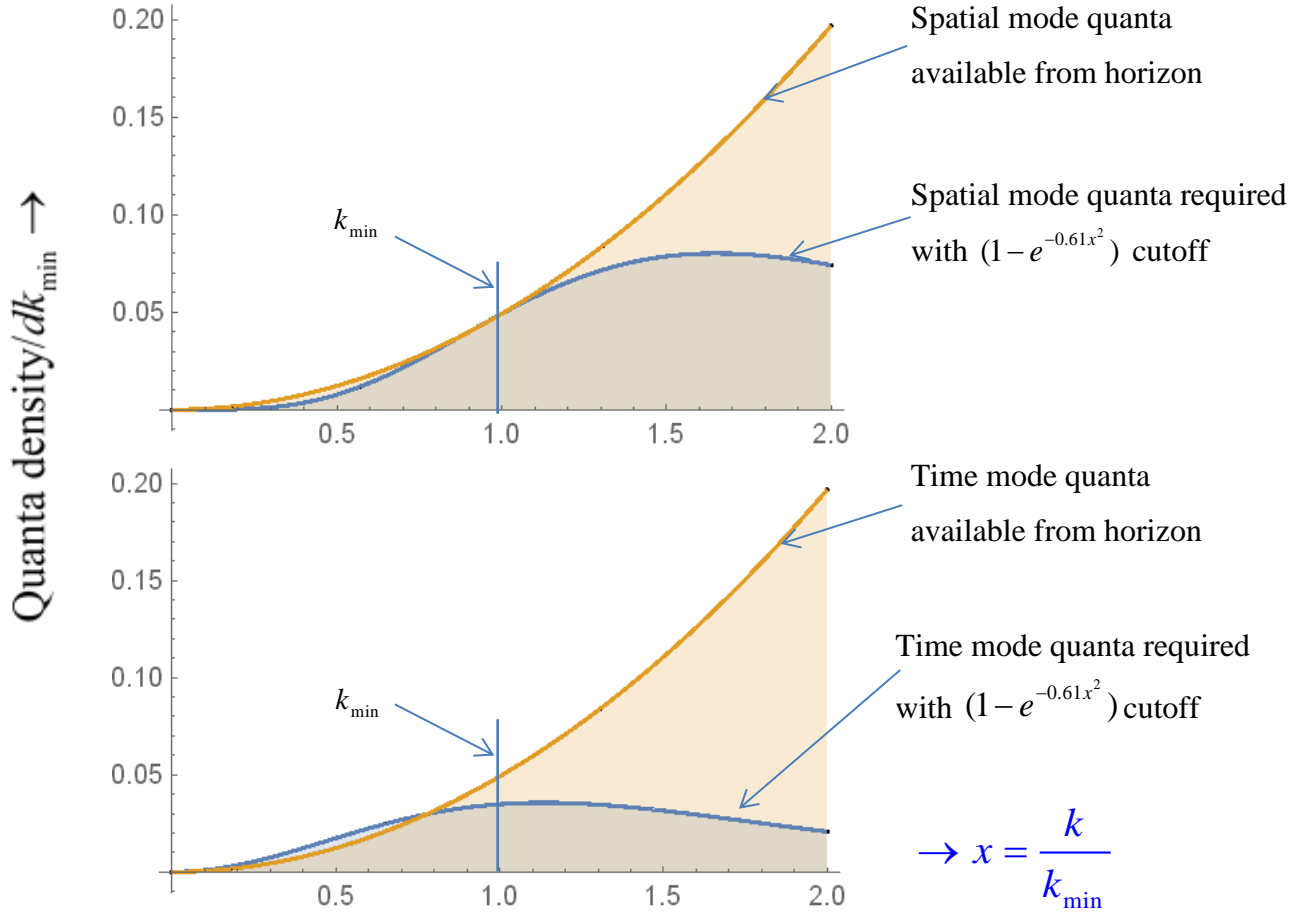 Quanta density/dk_min →
0.20
0.15
0.10
0.05
0.5 1.0 1.5 2.0
k_min
Spatial mode quanta
available from horizon
Spatial mode quanta required
with (1 − e^{−0.61x²}) cutoff
0.20
0.15
0.10
0.05
0.5 1.0 1.5 2.0
k_min
Time mode quanta
available from horizon
Time mode quanta required
with (1 − e^{−0.61x²}) cutoff
→ x = k / k_min